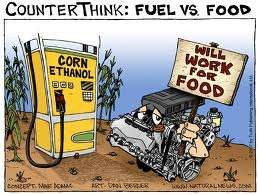 COUNTERTHINK: FUEL VS. FOOD
CORN
ETHANOL
WILL
WORK
FOR
FOOD
CONCEPT-MIKE ADAMS ART-DAN BERGER WWW.NATURALNEWS.COM